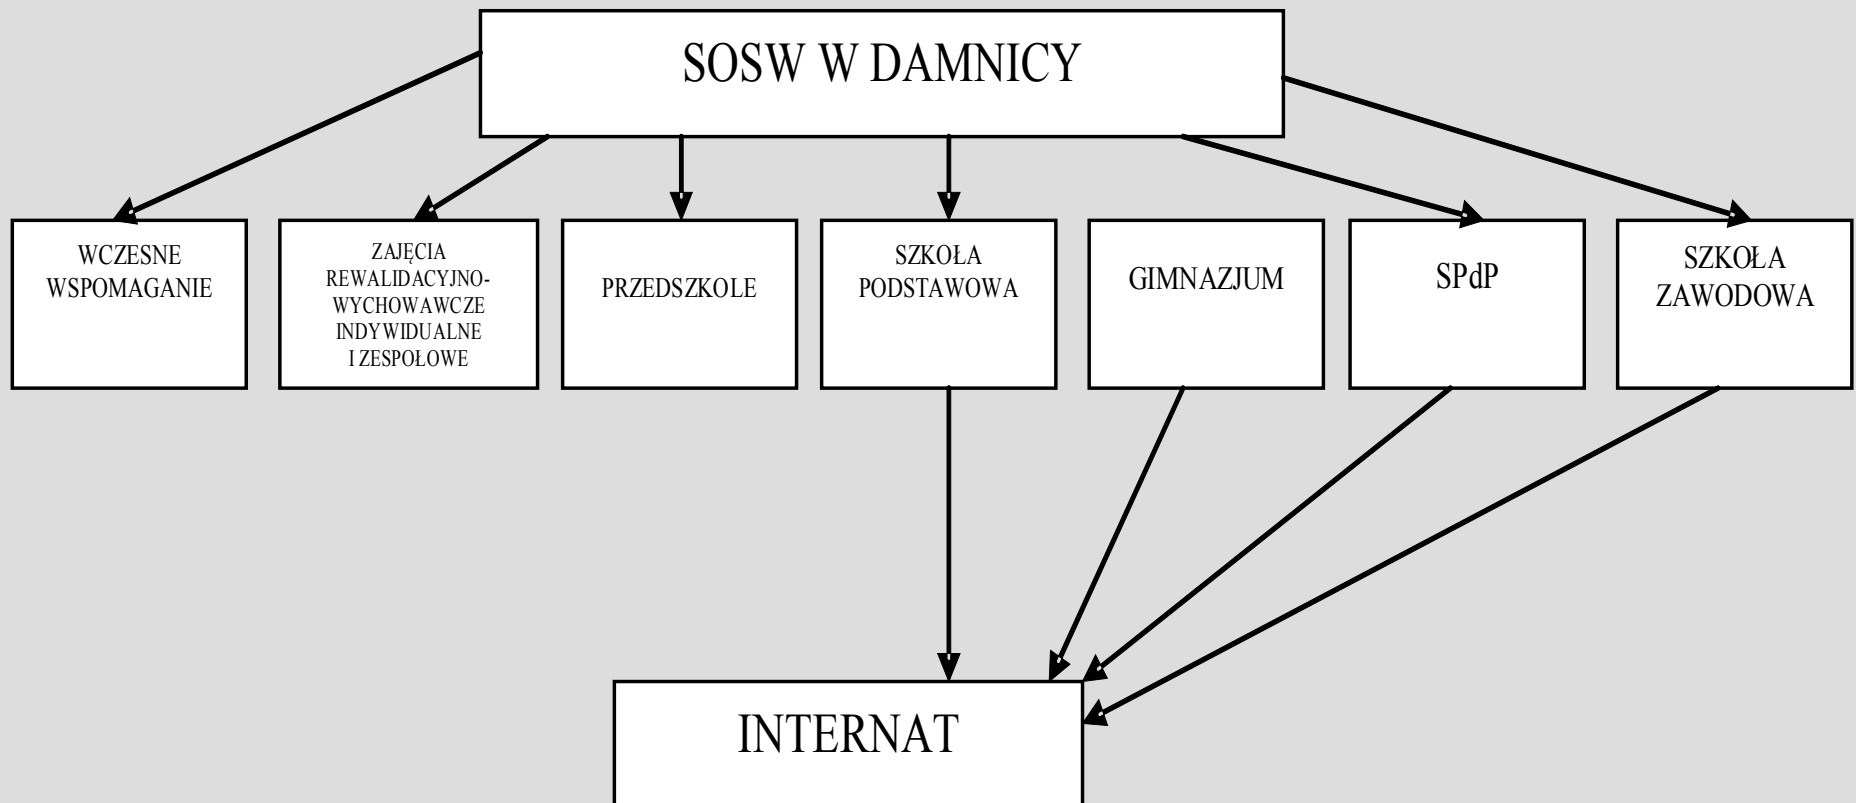 SOSW W DAMNICY
WCZESNE
WSPOMAGANIE
ZAJĘCIA
REWALIDACYJNO-
WYCHOWAWCZE
INDYWIDUALNE
I ZESPOŁOWE
PRZEDSZKOLE
SZKOŁA
PODSTAWOWA
GIMNAZJUM
SPdP
SZKOŁA
ZAWODOWA
INTERNAT